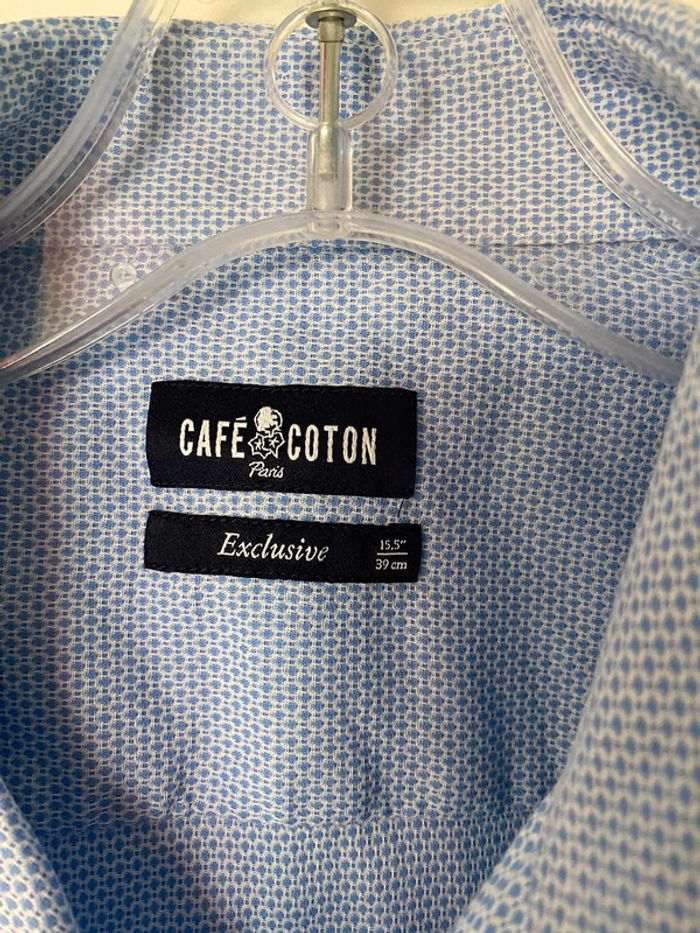 CAFÉ COTON
Paris
Exclusive
15,5"
39 cm